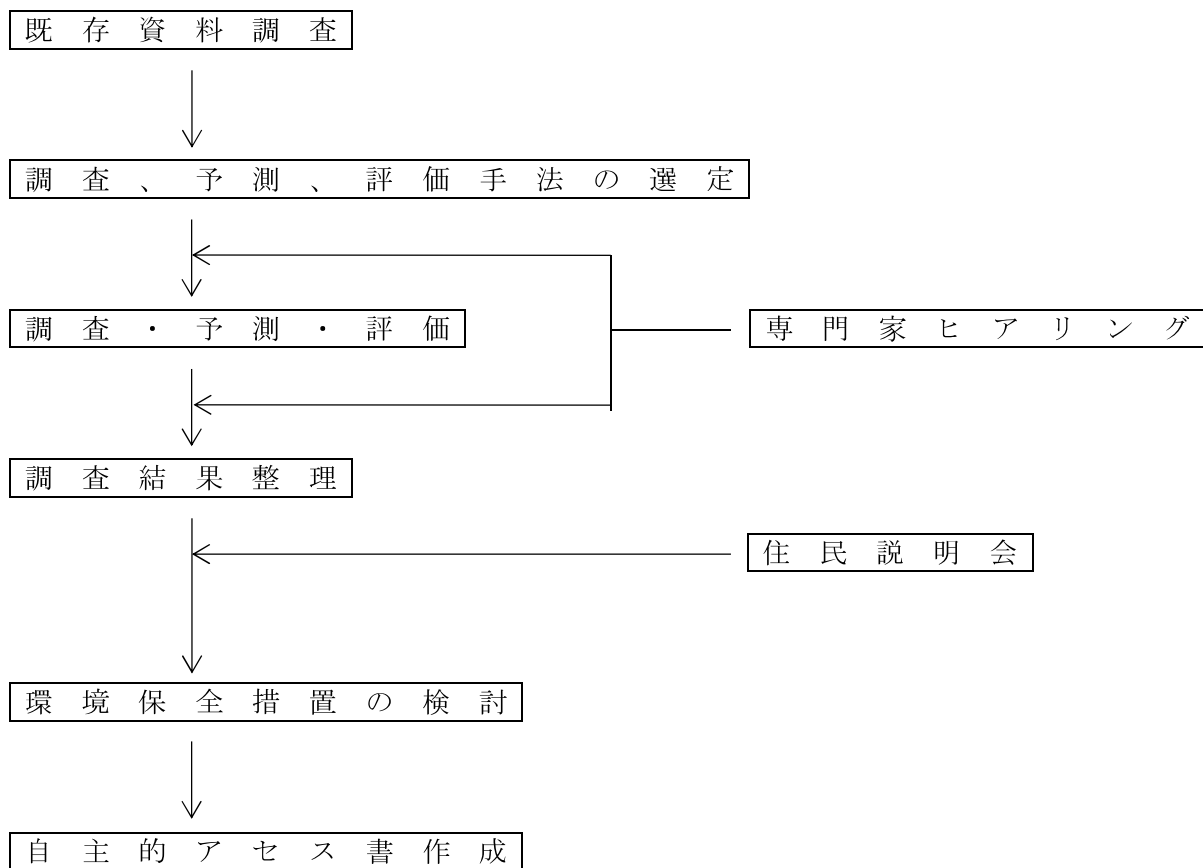 既存資料調査
調査、予測、評価手法の選定
調査・予測・評価
専門家ヒアリング
調査結果整理
住民説明会
環境保全措置の検討
自主的アセス書作成